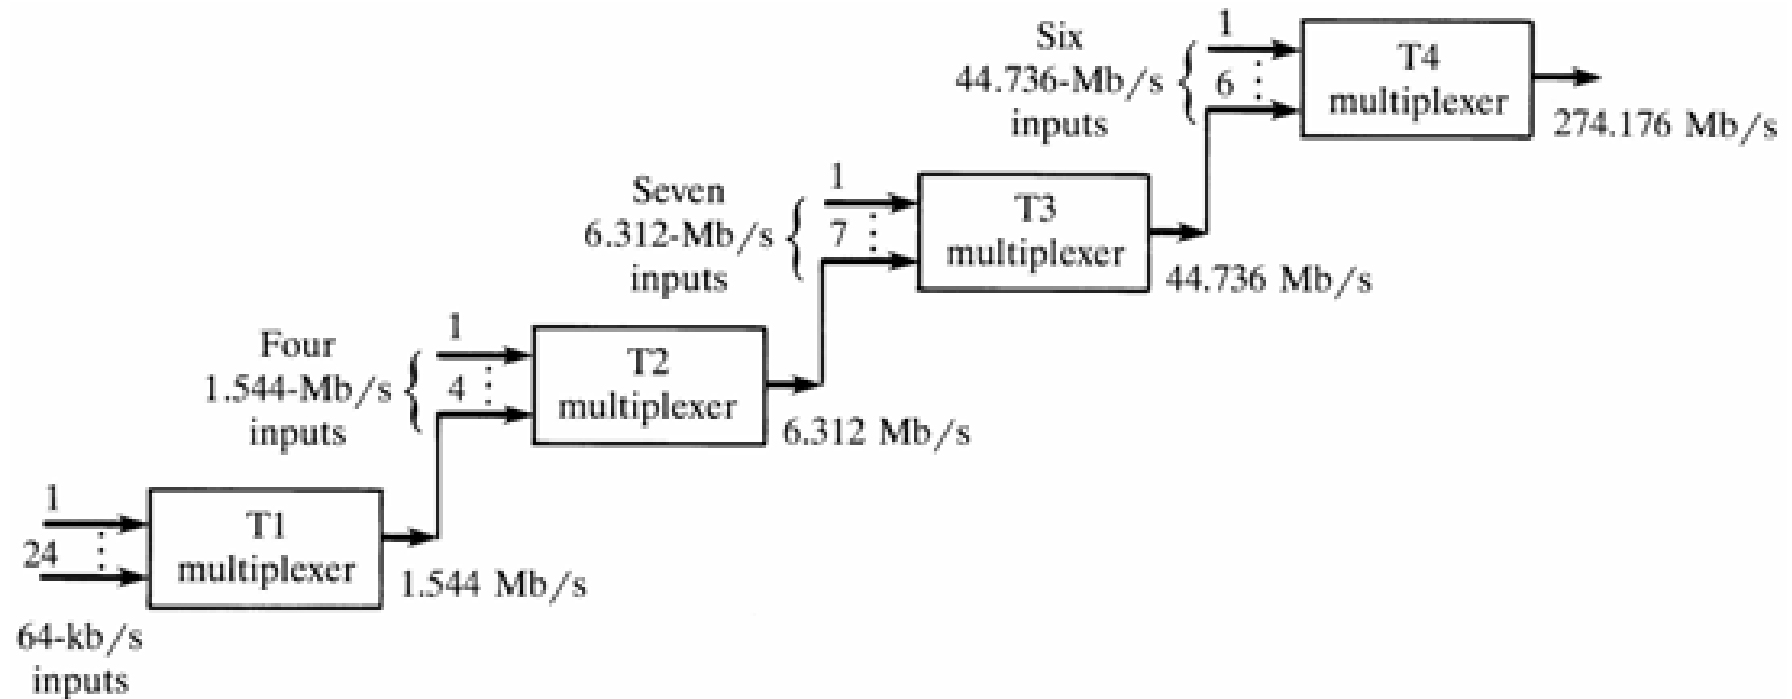 1
24
64-kb/s
inputs
T1
multiplexer
1.544 Mb/s
Four
1.544-Mb/s
inputs
1
4
T2
multiplexer
6.312 Mb/s
Seven
6.312-Mb/s
inputs
1
7
T3
multiplexer
44.736 Mb/s
Six
44.736-Mb/s
inputs
1
6
T4
multiplexer
274.176 Mb/s